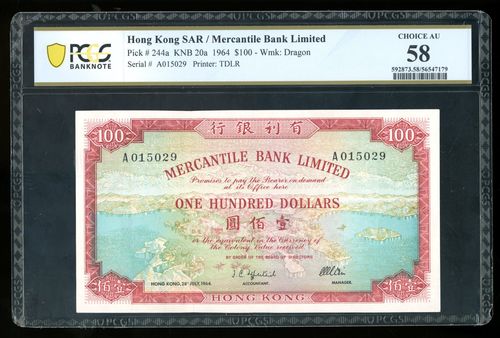 PCGS
BANKNOTE
Hong Kong SAR / Mercantile Bank Limited
Pick # 244a KNB 20a 1964 $100 - Wmk: Dragon
Serial # A015029 Printer: TDLR
CHOICE AU
58
592873.58/56547179
行銀利有
100
100
A 015029
A 015029
MERCANTILE BANK LIMITED
Promises to pay the Bearer on demand
at its Office here
ONE HUNDRED DOLLARS
圓佰壹
or the equivalent in the Currency of
the Colony Value received
BY ORDER OF THE BOARD OF DIRECTORS
HONG KONG, 28TH JULY, 1964.
ACCOUNTANT.
MANAGER.
佰壹
HONG KONG
佰壹